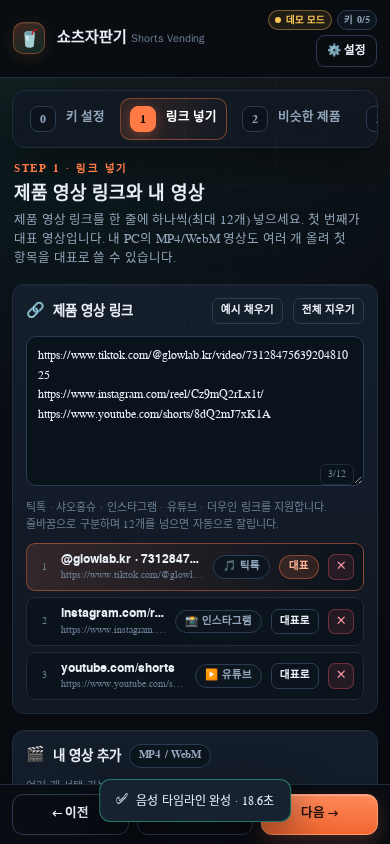 데모 모드
키 0/5
쇼츠자판기 Shorts Vending
⚙️ 설정
0 키 설정
1 링크 넣기
2 비슷한 제품
STEP 1 · 링크 넣기
제품 영상 링크와 내 영상
제품 영상 링크를 한 줄에 하나씩(최대 12개) 넣으세요. 첫 번째가
대표 영상입니다. 내 PC의 MP4/WebM 영상도 여러 개 올려 첫
항목을 대표로 쓸 수 있습니다.
🔗 제품 영상 링크
예시 채우기
전체 지우기
https://www.tiktok.com/@glowlab.kr/video/73128475639204810
25
https://www.instagram.com/reel/Cz9mQ2rLx1t/
https://www.youtube.com/shorts/8dQ2mJ7xK1A
3/12
틱톡 · 샤오홍슈 · 인스타그램 · 유튜브 · 더우인 링크를 지원합니다.
줄바꿈으로 구분하며 12개를 넘으면 자동으로 잘립니다.
1 @glowlab.kr · 7312847... 🎵 틱톡 대표 ✕
https://www.tiktok.com/@glowl...
2 instagram.com/r... 📸 인스타그램 대표로 ✕
https://www.instagram....
3 youtube.com/shorts ▶️ 유튜브 대표로 ✕
https://www.youtube.com/s...
🎬 내 영상 추가 MP4 / WebM
✅ 음성 타임라인 완성 · 18.6초
← 이전
다음 →